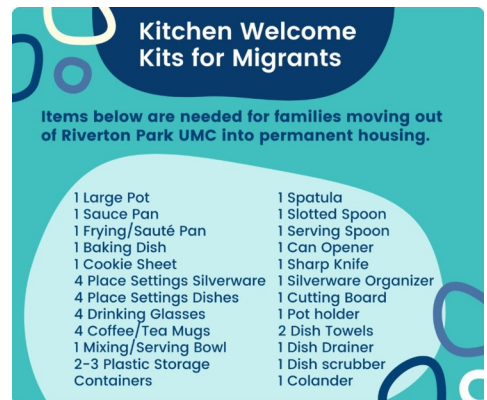 Kitchen Welcome
Kits for Migrants
Items below are needed for families moving out
of Riverton Park UMC into permanent housing.
1 Large Pot
1 Sauce Pan
1 Frying/Sauté Pan
1 Baking Dish
1 Cookie Sheet
4 Place Settings Silverware
4 Place Settings Dishes
4 Drinking Glasses
4 Coffee/Tea Mugs
1 Mixing/Serving Bowl
2-3 Plastic Storage
Containers
1 Spatula
1 Slotted Spoon
1 Serving Spoon
1 Can Opener
1 Sharp Knife
1 Silverware Organizer
1 Cutting Board
1 Pot holder
2 Dish Towels
1 Dish Drainer
1 Dish scrubber
1 Colander